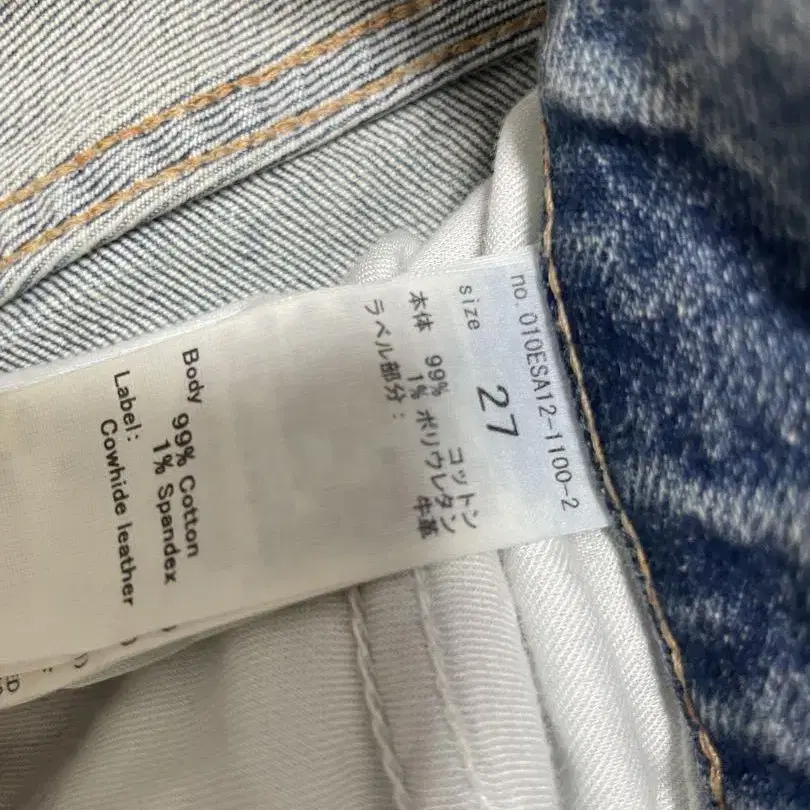 no. 010ESA12-1100-2
size 27
本体 99% コットン
1% ポリウレタン
ラベル部分: 牛革
Body 99% Cotton
1% Spandex
Label: Cowhide leather